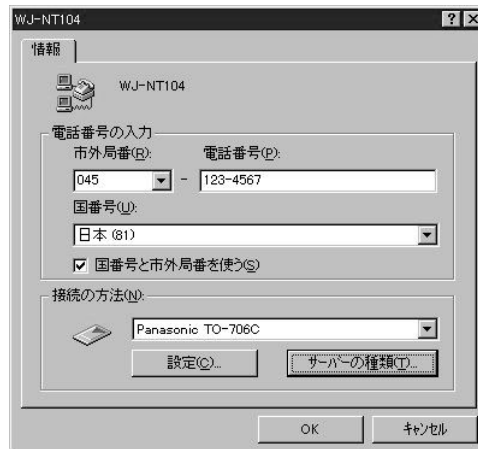 WJ-NT104
情報
WJ-NT104
電話番号の入力
市外局番(R): 電話番号(P):
045 - 123-4567
国番号(U):
日本 (81)
国番号と市外局番を使う(S)
接続の方法(N):
Panasonic TO-706C
設定(C)... サーバーの種類(T)...
OK キャンセル